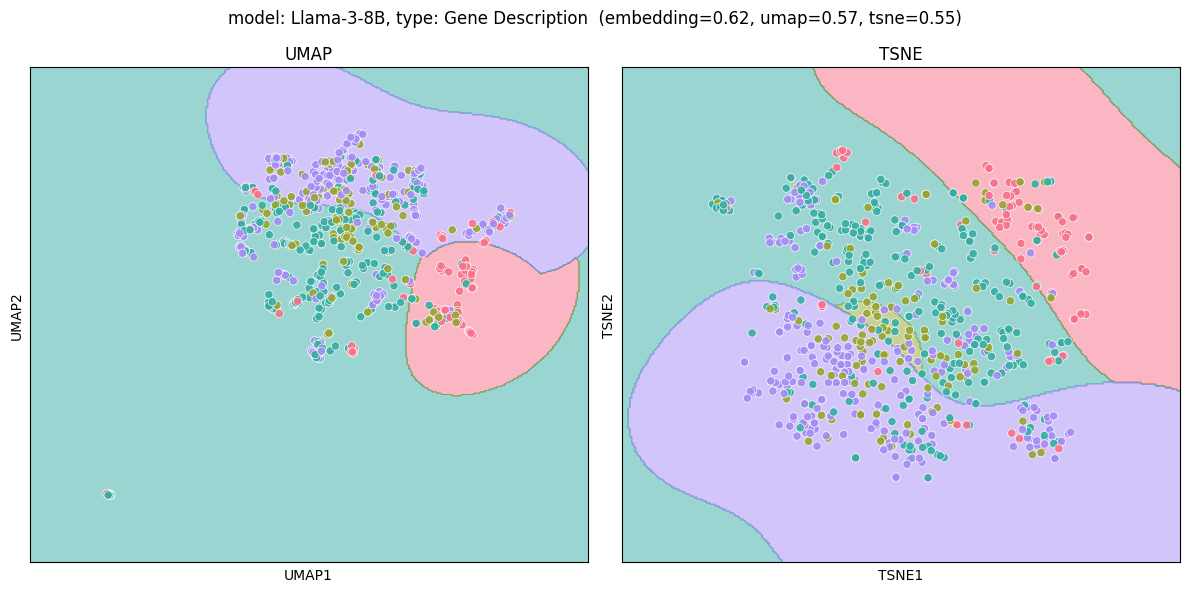 model: Llama-3-8B, type: Gene Description  (embedding=0.62, umap=0.57, tsne=0.55)
UMAP
TSNE
UMAP2
TSNE2
UMAP1
TSNE1